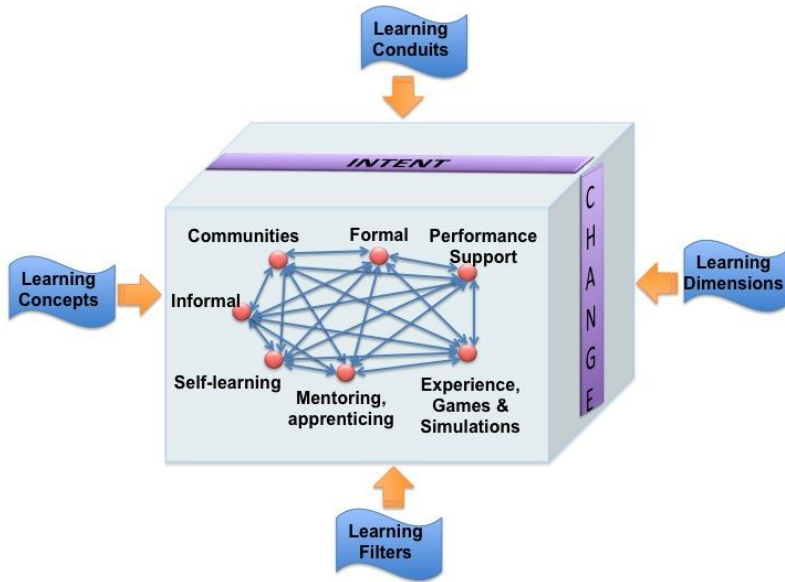 Learning
Conduits
INTENT
CHANGE
Communities
Formal
Performance
Support
Learning
Concepts
Informal
Learning
Dimensions
Self-learning
Mentoring,
apprenticing
Experience,
Games &
Simulations
Learning
Filters